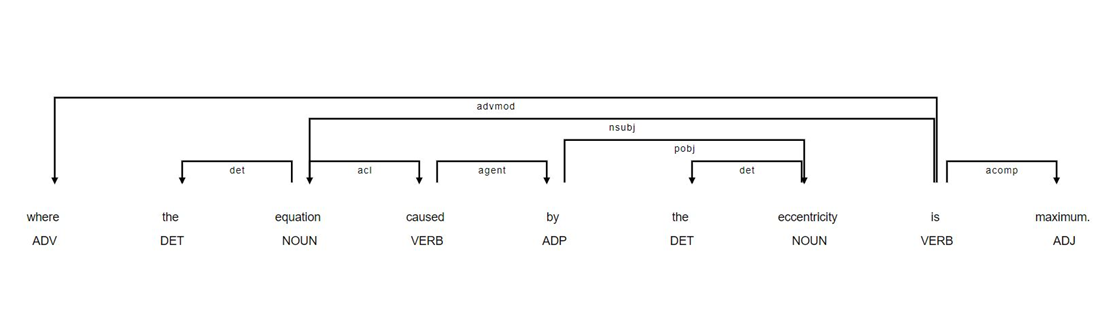 advmod
nsubj
pobj
det acl agent det acomp
where the equation caused by the eccentricity is maximum.
ADV DET NOUN VERB ADP DET NOUN VERB ADJ